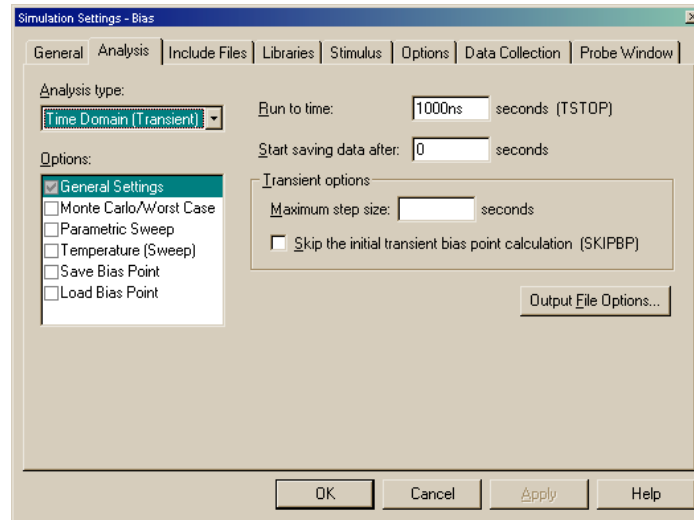 Simulation Settings - Bias
General Analysis Include Files Libraries Stimulus Options Data Collection Probe Window
Analysis type:
Time Domain (Transient)
Run to time: 1000ns seconds (TSTOP)
Start saving data after: 0 seconds
Options:
General Settings
Monte Carlo/Worst Case
Parametric Sweep
Temperature (Sweep)
Save Bias Point
Load Bias Point
Transient options
Maximum step size: seconds
Skip the initial transient bias point calculation (SKIPBP)
Output File Options...
OK Cancel Apply Help